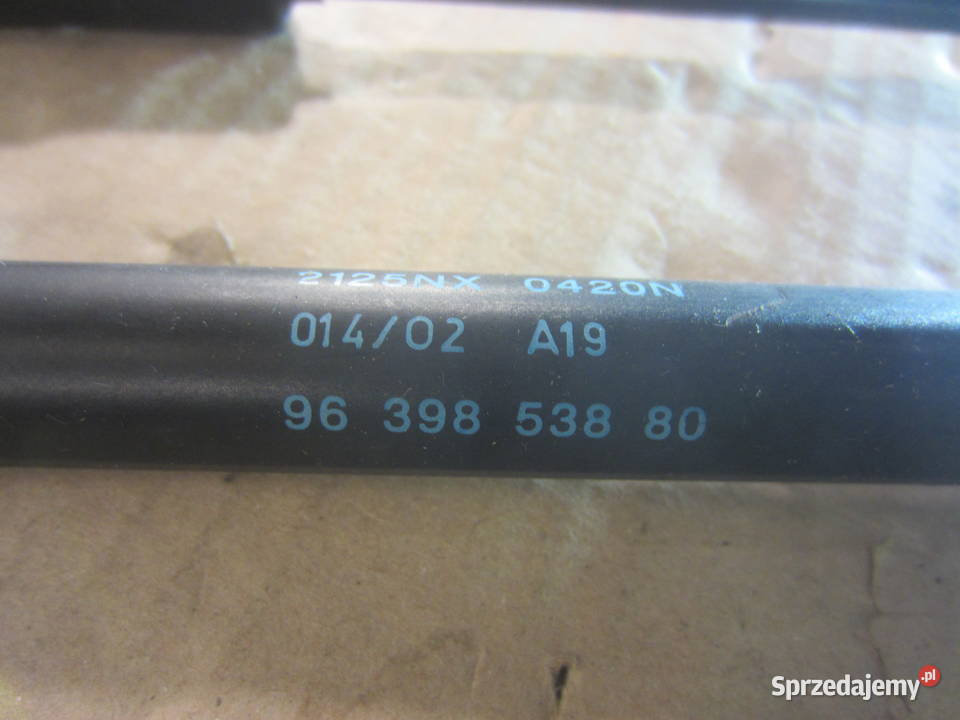 2125NX 0420N
014/02 A19
96 398 538 80
Sprzedajemy.pl